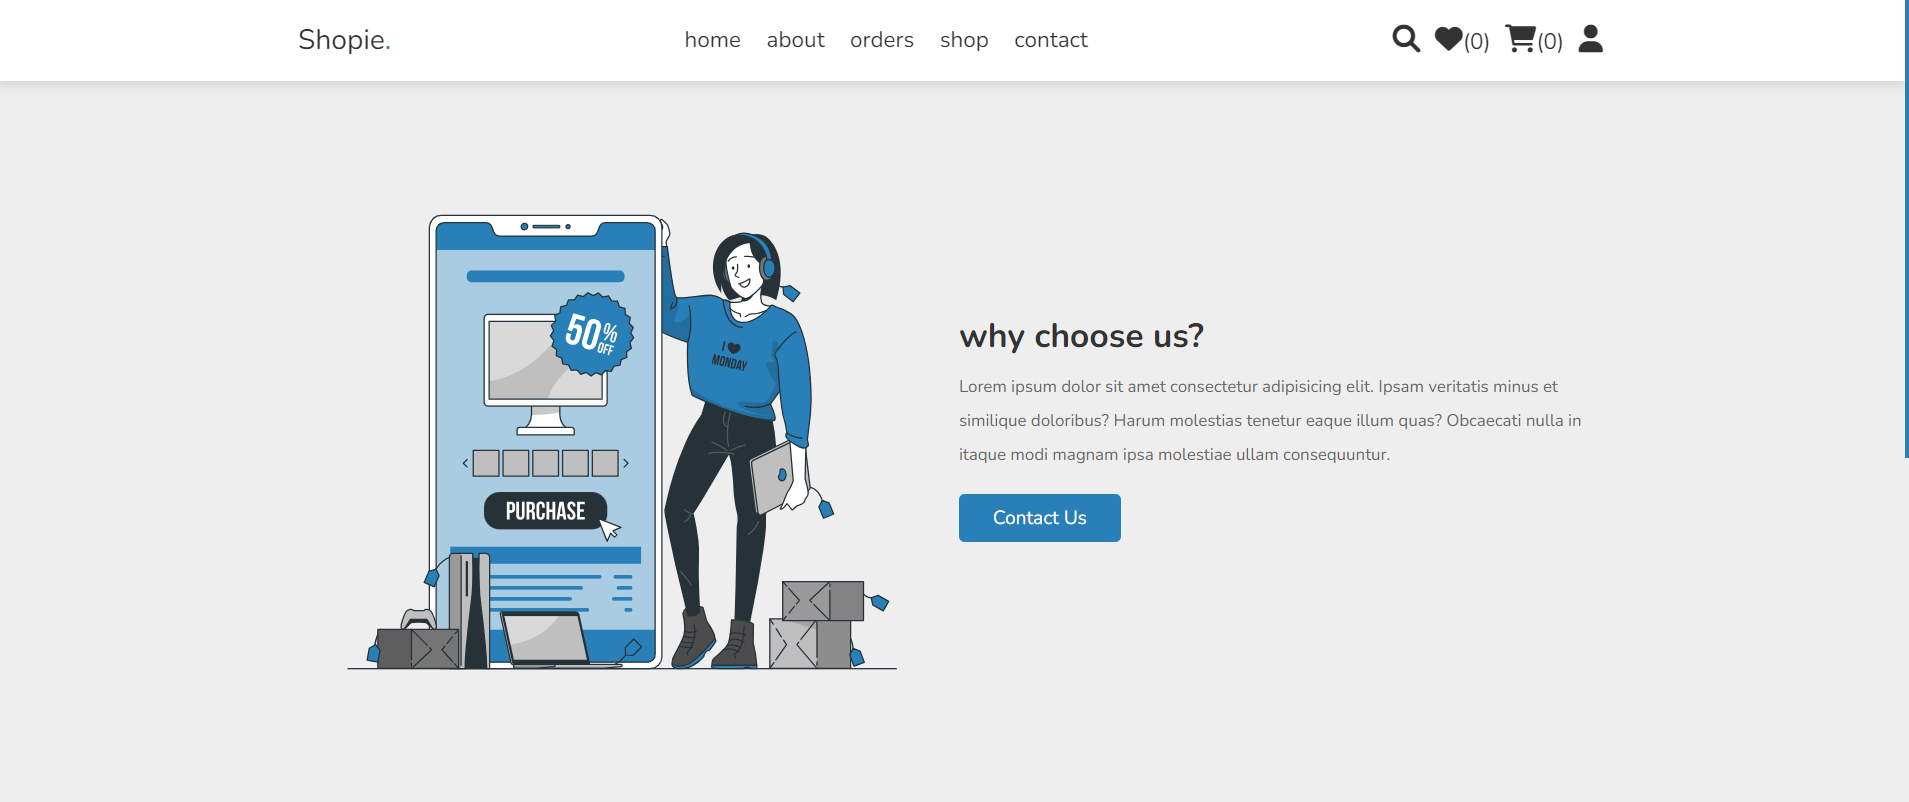 Shopie.
home about orders shop contact
(0) (0)
50% OFF
I
MONDAY
PURCHASE
why choose us?
Lorem ipsum dolor sit amet consectetur adipisicing elit. Ipsam veritatis minus et
similique doloribus? Harum molestias tenetur eaque illum quas? Obcaecati nulla in
itaque modi magnam ipsa molestiae ullam consequuntur.
Contact Us